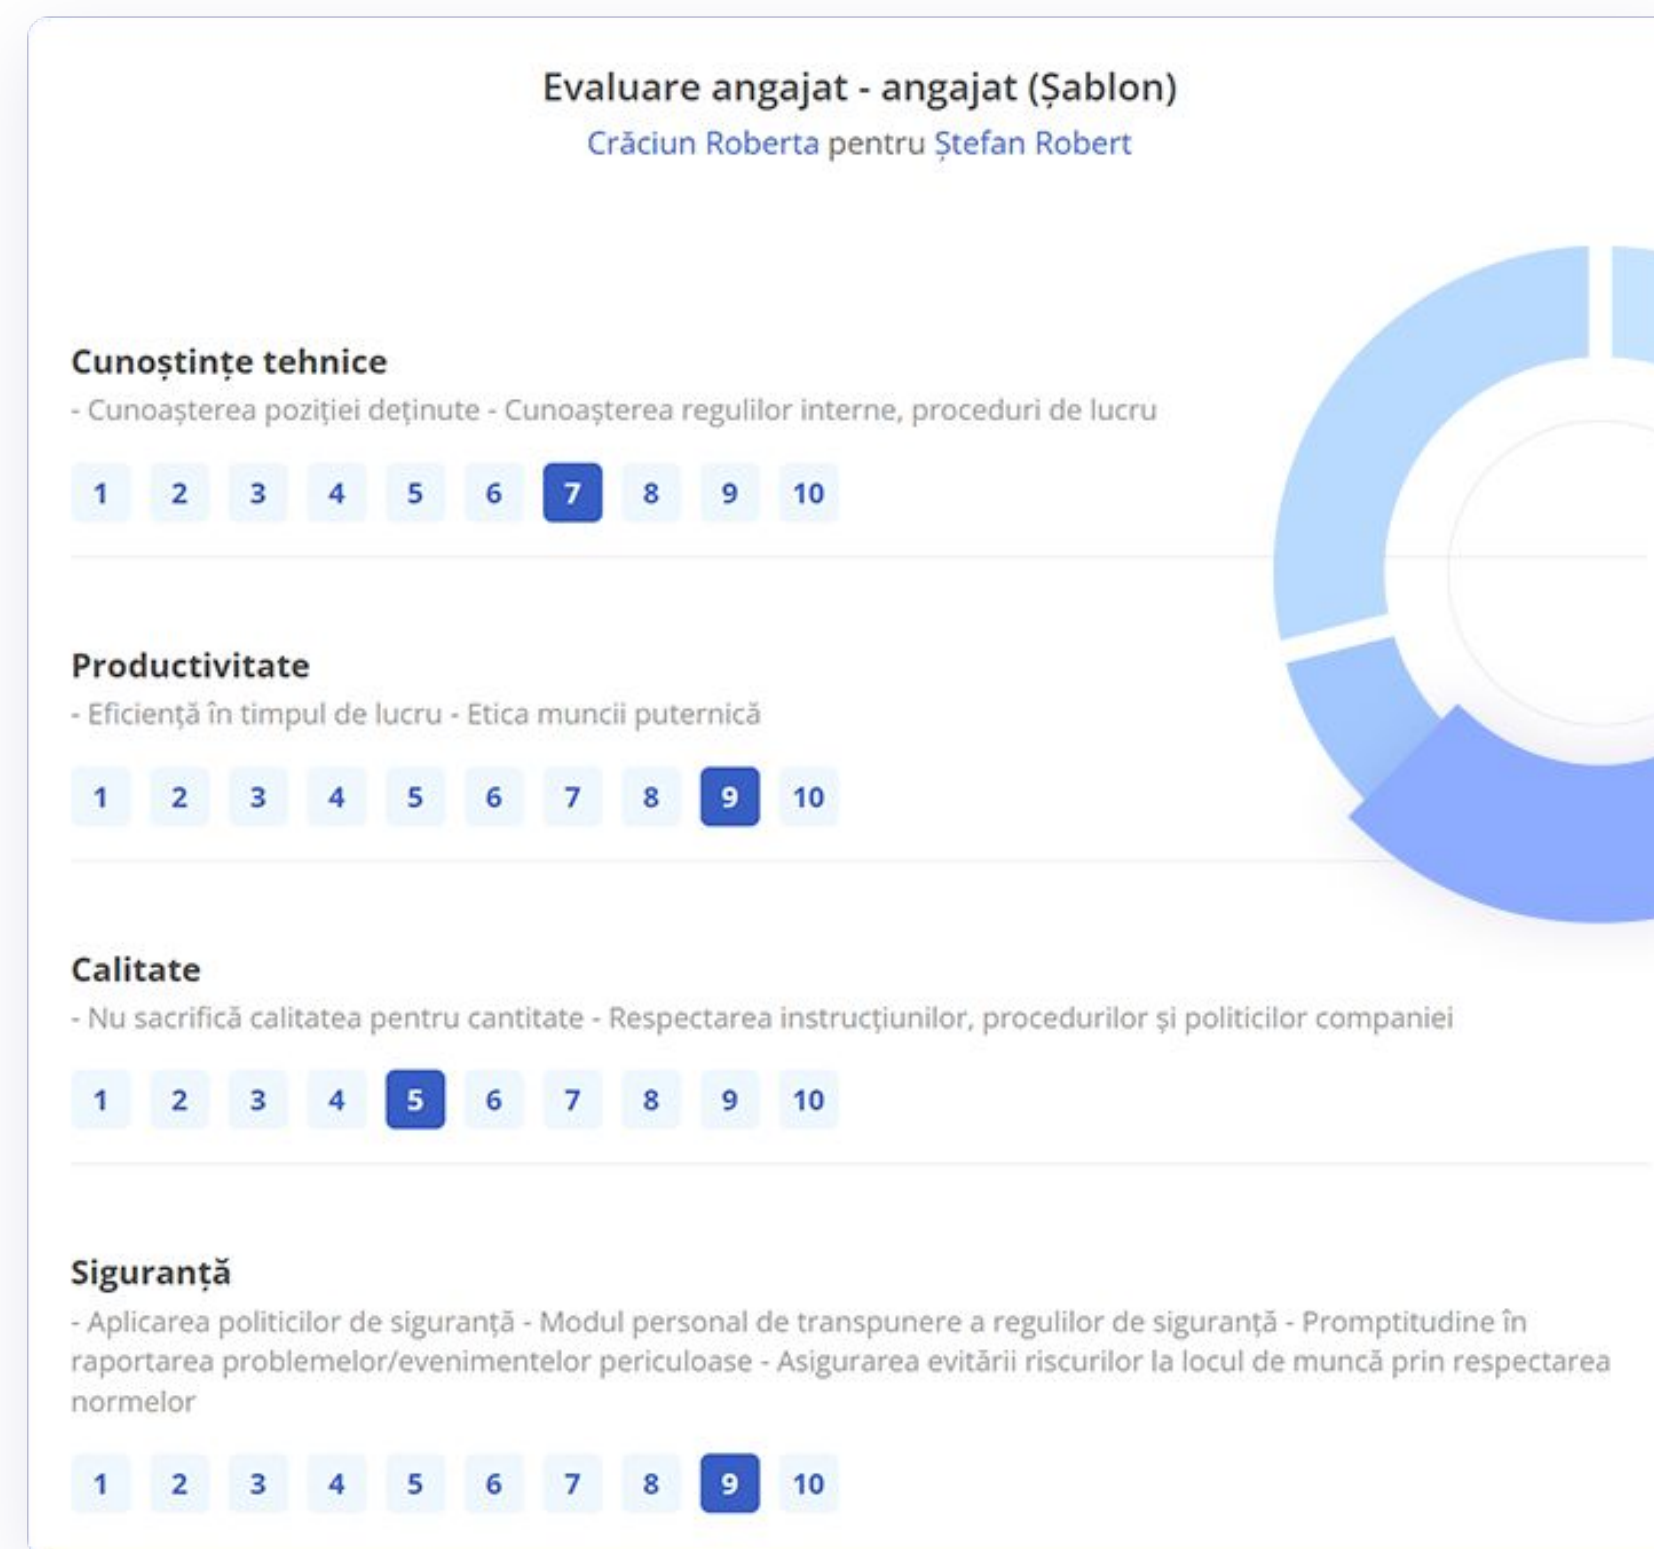 Evaluare angajat - angajat (Șablon)
Crăciun Roberta pentru Ștefan Robert
Cunoștințe tehnice
- Cunoașterea poziției deținute - Cunoașterea regulilor interne, proceduri de lucru
1 2 3 4 5 6 7 8 9 10
Productivitate
- Eficiență în timpul de lucru - Etica muncii puternică
1 2 3 4 5 6 7 8 9 10
Calitate
- Nu sacrifică calitatea pentru cantitate - Respectarea instrucțiunilor, procedurilor și politicilor companiei
1 2 3 4 5 6 7 8 9 10
Siguranță
- Aplicarea politicilor de siguranță - Modul personal de transpunere a regulilor de siguranță - Promptitudine în
raportarea problemelor/evenimentelor periculoase - Asigurarea evitării riscurilor la locul de muncă prin respectarea
normelor
1 2 3 4 5 6 7 8 9 10